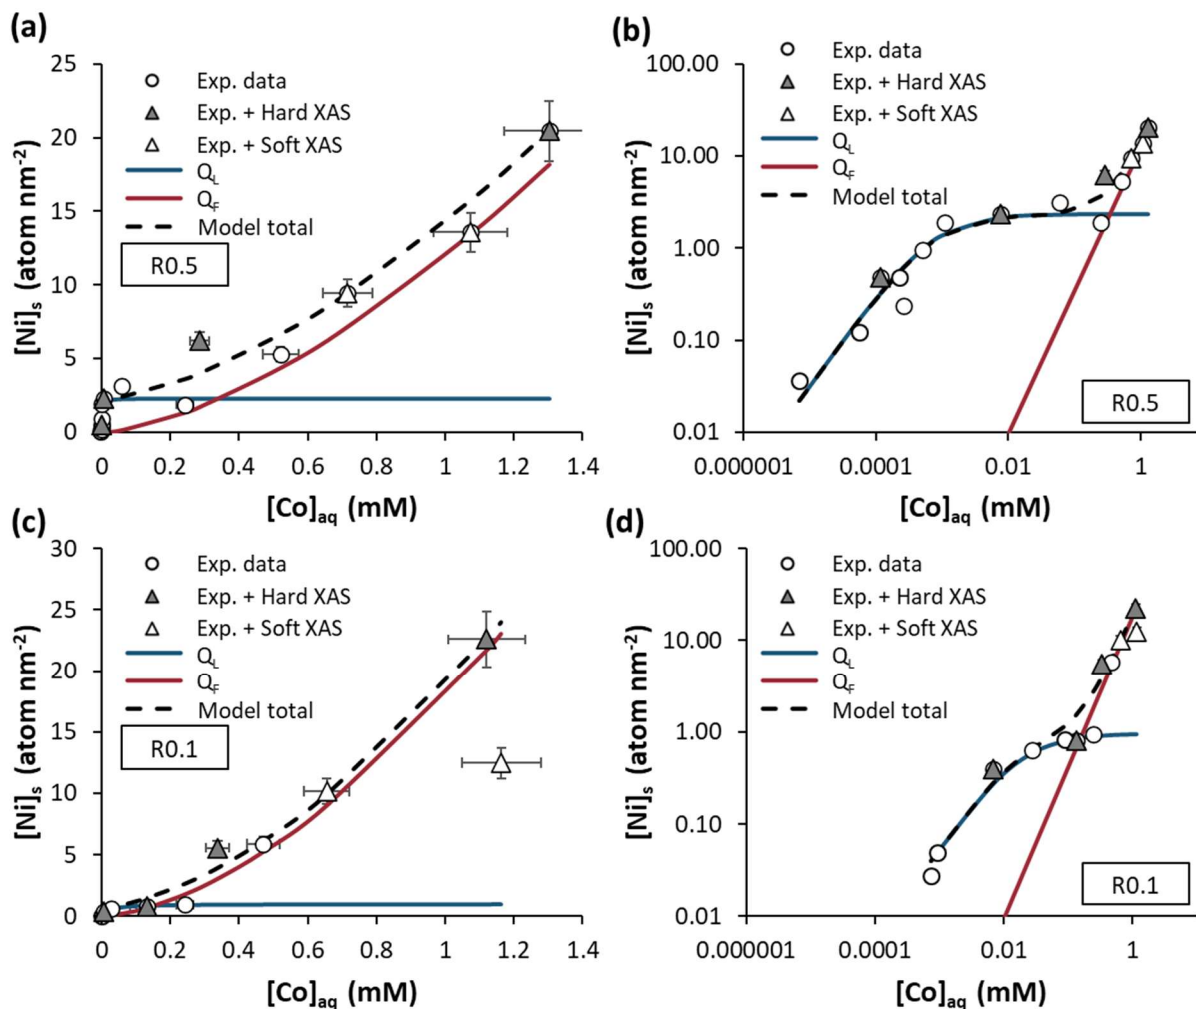 (a)
25
20
15
10
5
0
[Ni]s (atom nm-2)
Exp. data
Exp. + Hard XAS
Exp. + Soft XAS
QL
QF
Model total
R0.5
0 0.2 0.4 0.6 0.8 1 1.2 1.4
[Co]aq (mM)
(b)
100.00
10.00
1.00
0.10
0.01
[Ni]s (atom nm-2)
Exp. data
Exp. + Hard XAS
Exp. + Soft XAS
QL
QF
Model total
R0.5
0.000001 0.0001 0.01 1
[Co]aq (mM)
(c)
30
25
20
15
10
5
0
[Ni]s (atom nm-2)
Exp. data
Exp. + Hard XAS
Exp. + Soft XAS
QL
QF
Model total
R0.1
0 0.2 0.4 0.6 0.8 1 1.2 1.4
[Co]aq (mM)
(d)
100.00
10.00
1.00
0.10
0.01
[Ni]s (atom nm-2)
Exp. data
Exp. + Hard XAS
Exp. + Soft XAS
QL
QF
Model total
R0.1
0.000001 0.0001 0.01 1
[Co]aq (mM)